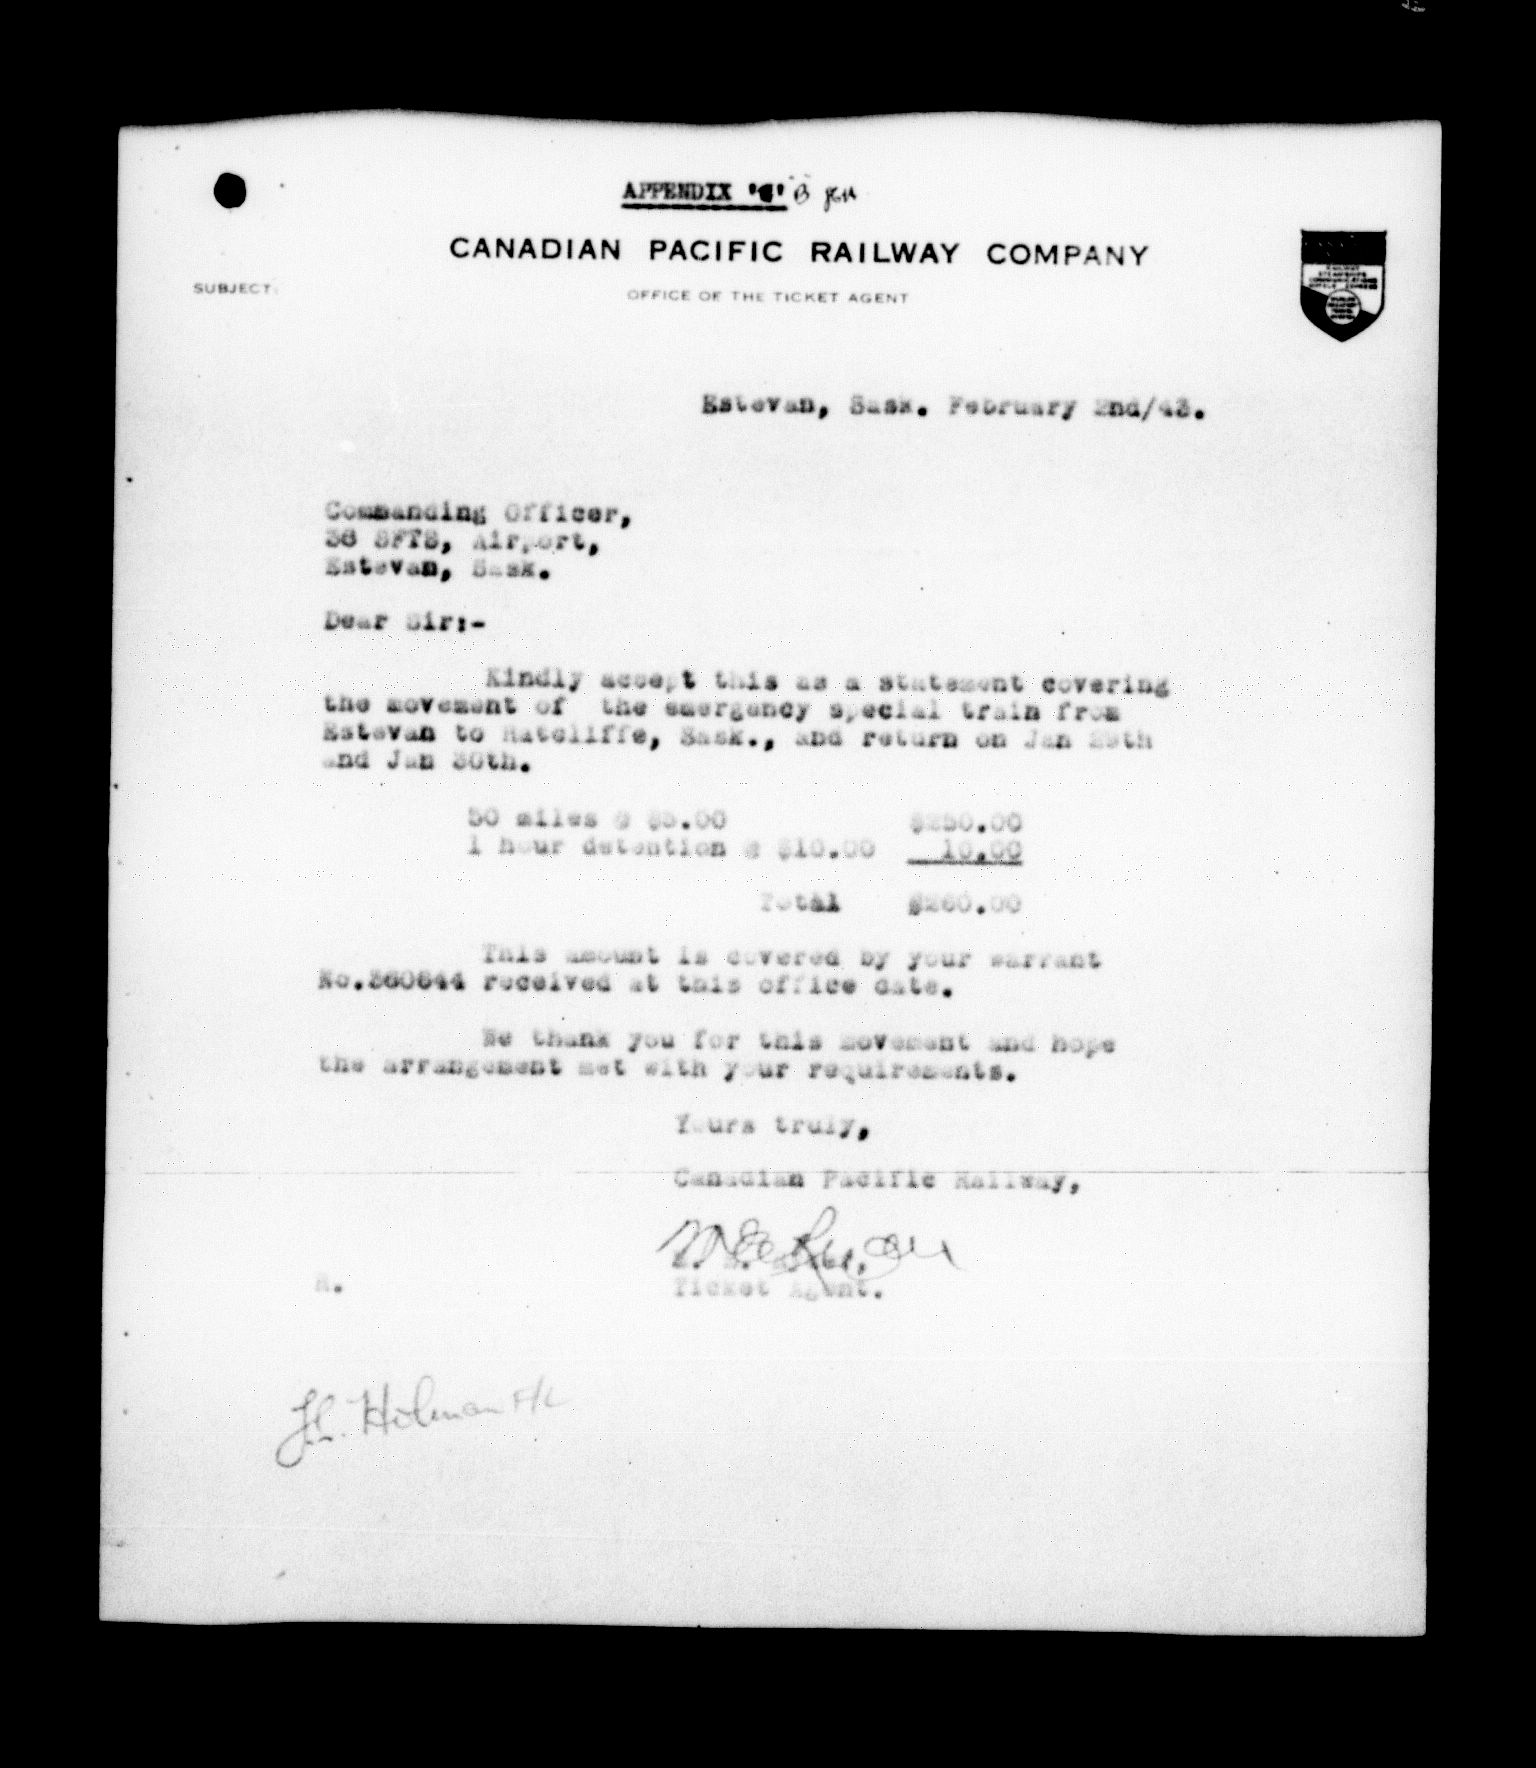 APPENDIX "C" B
CANADIAN PACIFIC RAILWAY COMPANY
SUBJECT:
OFFICE OF THE TICKET AGENT
Estevan, Sask. February 2nd/43.
Commanding Officer,
38 SFTS, Airport,
Estevan, Sask.
Dear Sir:-
Kindly accept this as a statement covering
the movement of the emergency special train from
Estevan to Ratcliffe, Sask., and return on Jan 29th
and Jan 30th.
50 miles @ $5.00 $250.00
1 hour detention @ $10.00 10.00
Total $260.00
This amount is covered by your warrant
No.360644 received at this office date.
We thank you for this movement and hope
the arrangement met with your requirements.
Yours truly,
Canadian Pacific Railway,
Ticket Agent.
Holman F/L